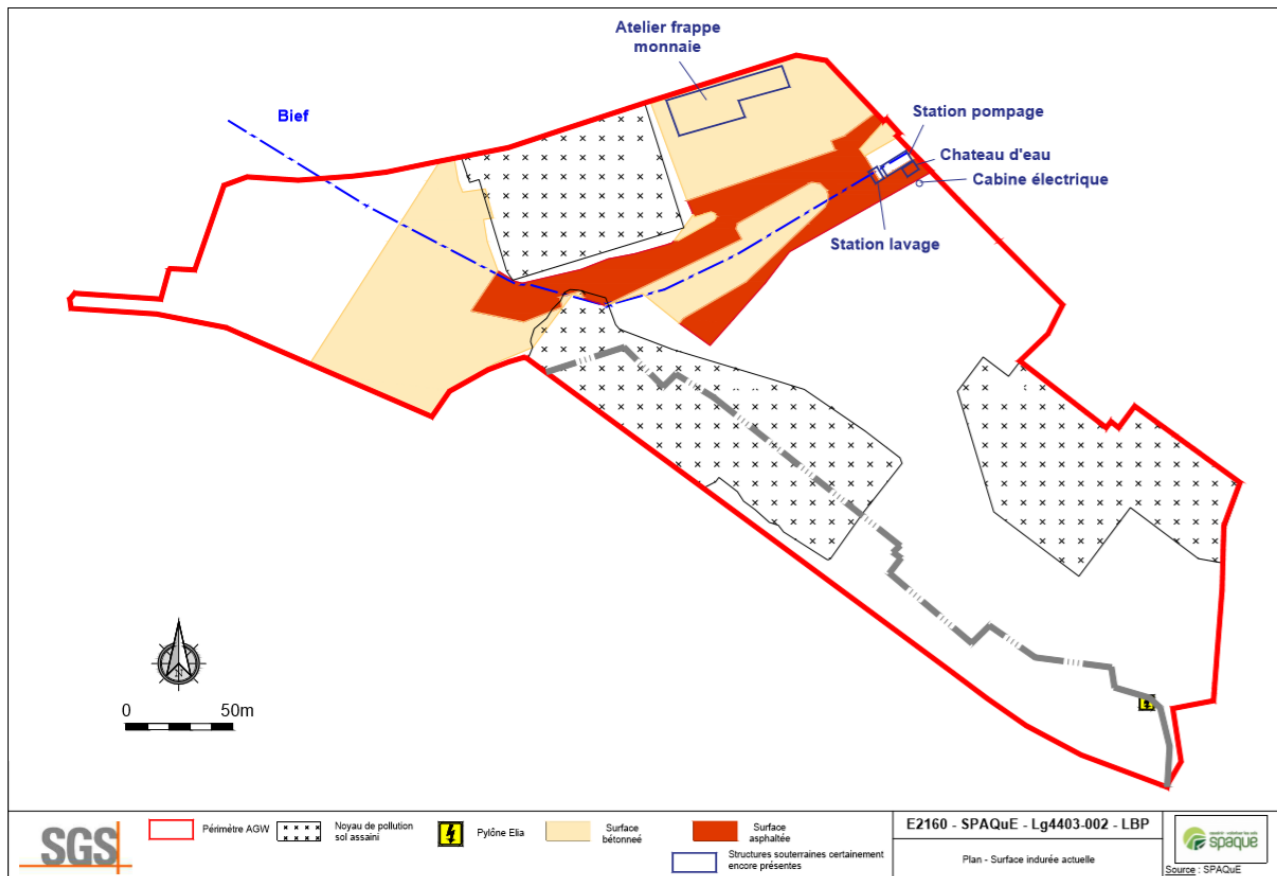 Atelier frappe
monnaie
Bief
Station pompage
Chateau d'eau
Cabine électrique
Station lavage
N
0 50m
SGS
Périmètre AGW
Noyau de pollution
sol assaini
Pylône Elia
Surface
bétonneé
Surface
asphaltée
Structures souterraines certainement
encore présentes
E2160 - SPAQuE - Lg4403-002 - LBP
Plan - Surface indurée actuelle
spaque
Source : SPAQuE